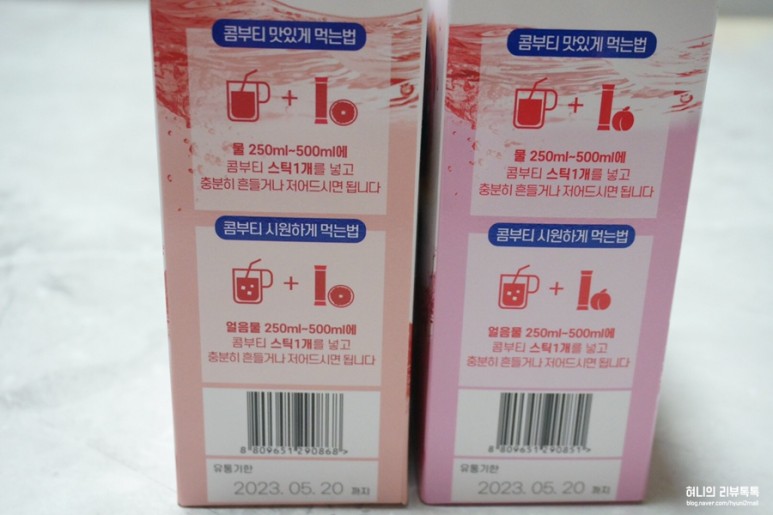 콤부티 맛있게 먹는법
물 250ml~500ml에
콤부티 스틱1개를 넣고
충분히 흔들거나 저어드시면 됩니다
콤부티 시원하게 먹는법
얼음물 250ml~500ml에
콤부티 스틱1개를 넣고
충분히 흔들거나 저어드시면 됩니다
8 809651 290868>
유통기한
2023. 05. 20 까지
콤부티 맛있게 먹는법
물 250ml~500ml에
콤부티 스틱1개를 넣고
충분히 흔들거나 저어드시면 됩니다
콤부티 시원하게 먹는법
얼음물 250ml~500ml에
콤부티 스틱1개를 넣고
충분히 흔들거나 저어드시면 됩니다
8 809651 290851>
유통기한
2023. 05. 20 까지
허니의 리뷰톡톡